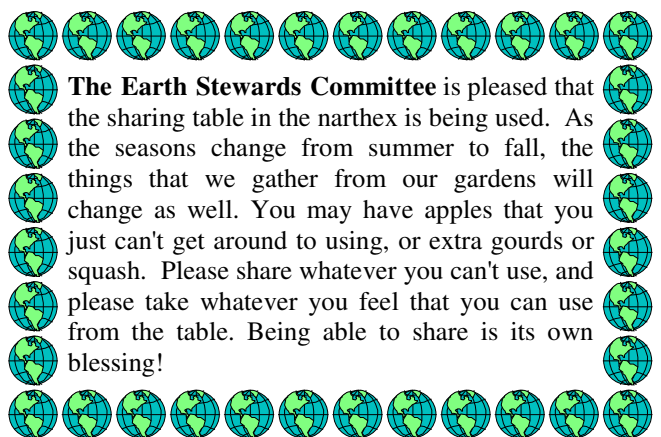 The Earth Stewards Committee is pleased that
the sharing table in the narthex is being used.  As
the seasons change from summer to fall, the
things that we gather from our gardens will
change as well. You may have apples that you
just can't get around to using, or extra gourds or
squash.  Please share whatever you can't use, and
please take whatever you feel that you can use
from the table. Being able to share is its own
blessing!